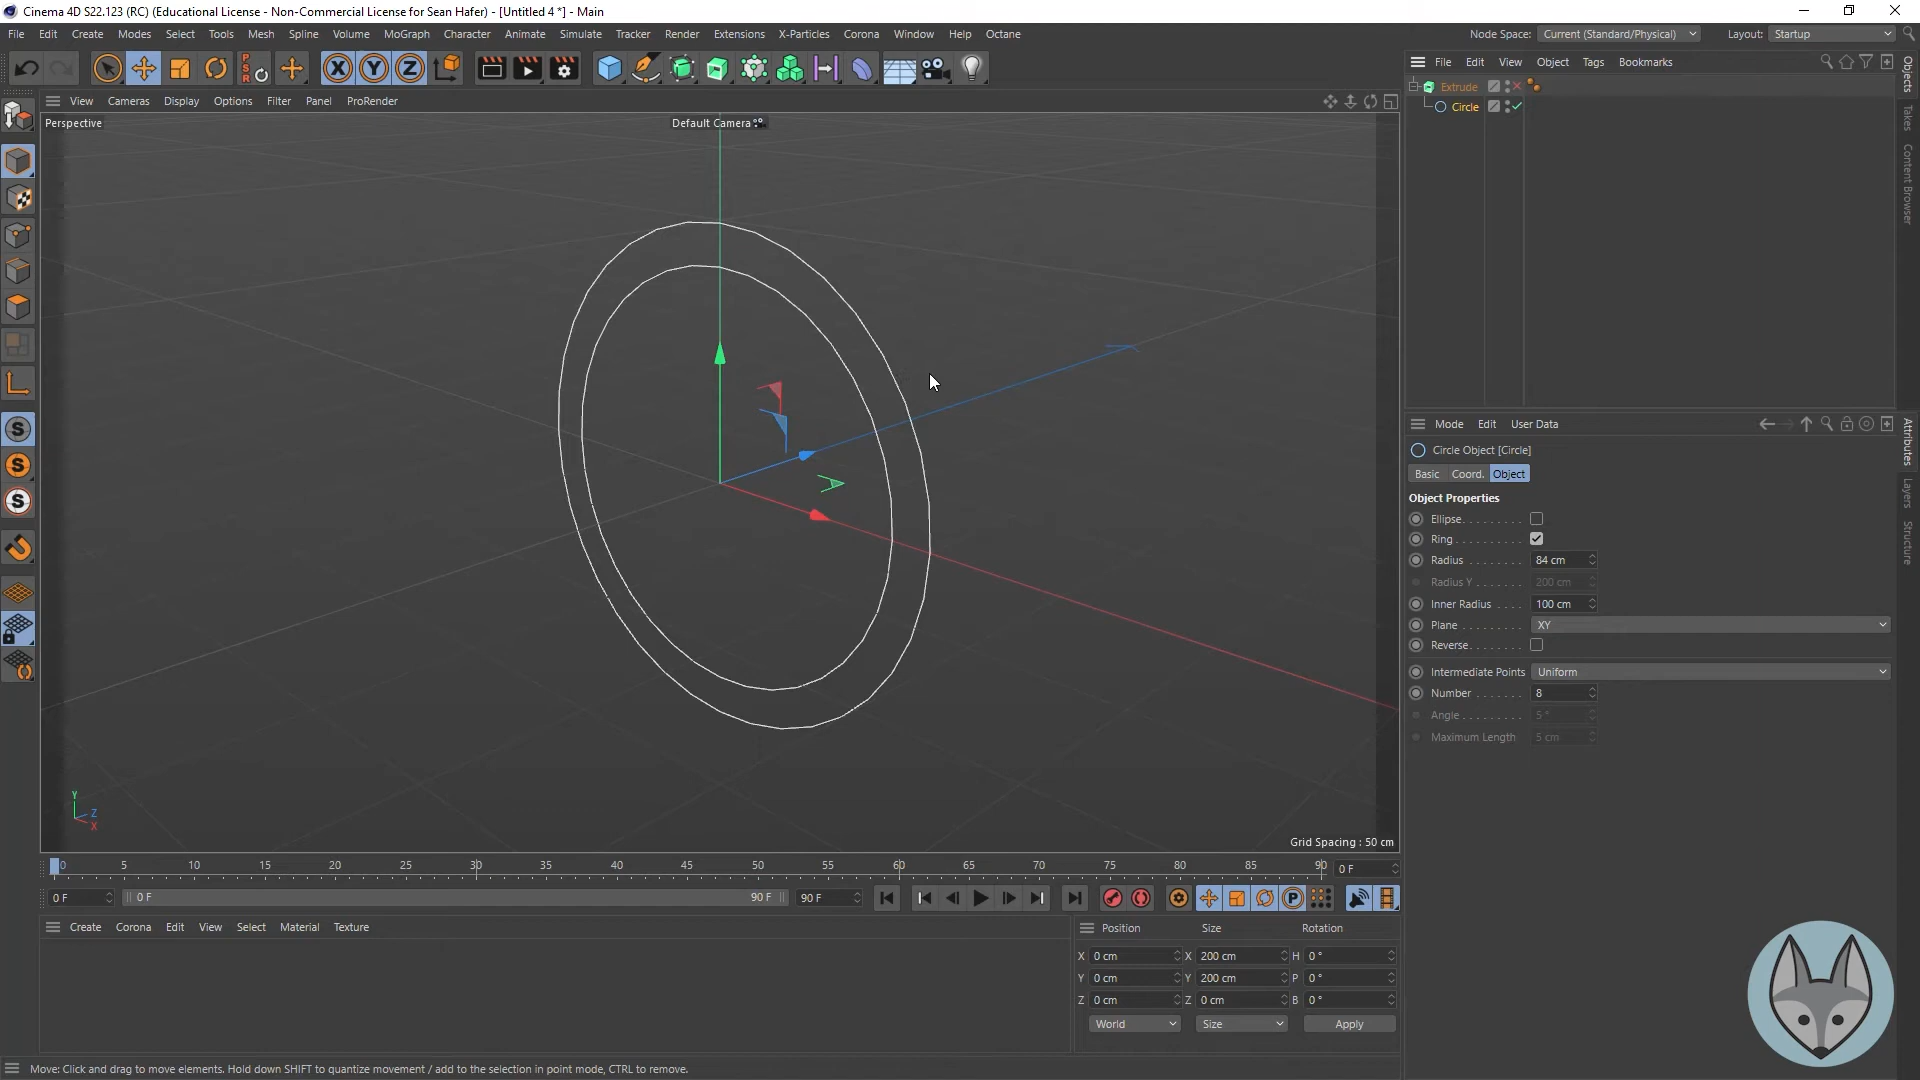 Cinema 4D S22.123 (RC) (Educational License - Non-Commercial License for Sean Hafer) - [Untitled 4 *] - Main
File Edit Create Modes Select Tools Mesh Spline Volume MoGraph Character Animate Simulate Tracker Render Extensions X-Particles Corona Window Help Octane
Node Space: Current (Standard/Physical) Layout: Startup
PSR X Y Z
File Edit View Object Tags Bookmarks
Extrude
Circle
Objects
Takes
Content Browser
View Cameras Display Options Filter Panel ProRender
Perspective
Default Camera
S
S
S
Y
Z
X
Grid Spacing : 50 cm
Mode Edit User Data
Circle Object [Circle]
Basic Coord. Object
Object Properties
Ellipse. . . . . . . . .
Ring . . . . . . . . . .
Radius . . . . . . . . 84 cm
Radius Y . . . . . . . 200 cm
Inner Radius . . . . 100 cm
Plane . . . . . . . . . XY
Reverse. . . . . . . .
Intermediate Points Uniform
Number . . . . . . . 8
Angle . . . . . . . . . 5 °
Maximum Length 5 cm
Attributes
Layers
Structure
0 5 10 15 20 25 30 35 40 45 50 55 60 65 70 75 80 85 90 0 F
0 F 0 F 90 F 90 F P
Create Corona Edit View Select Material Texture
Position Size Rotation
X 0 cm X 200 cm H 0 °
Y 0 cm Y 200 cm P 0 °
Z 0 cm Z 0 cm B 0 °
World Size Apply
Move: Click and drag to move elements. Hold down SHIFT to quantize movement / add to the selection in point mode, CTRL to remove.